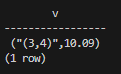 v
-----------------
("(3,4)",10.09)
(1 row)